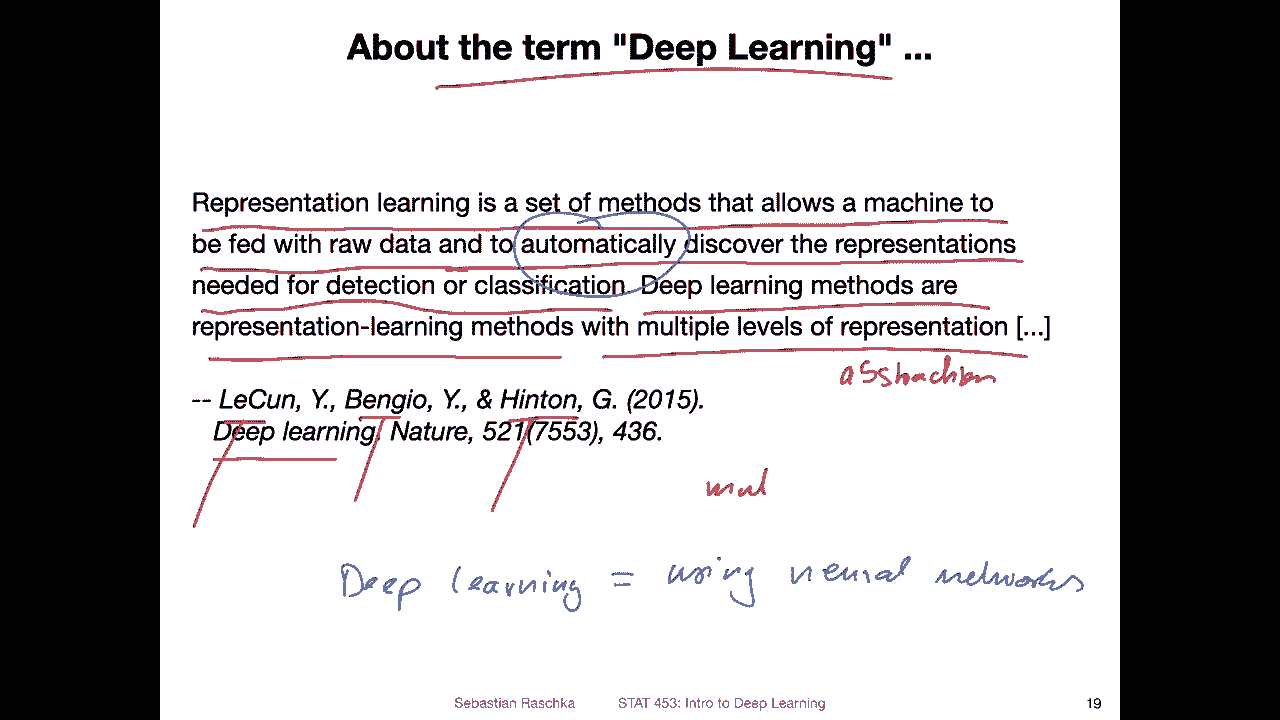 About the term "Deep Learning" ...
Representation learning is a set of methods that allows a machine to
be fed with raw data and to automatically discover the representations
needed for detection or classification. Deep learning methods are
representation-learning methods with multiple levels of representation [...]
-- LeCun, Y., Bengio, Y., & Hinton, G. (2015).
Deep learning. Nature, 521(7553), 436.
Deep learning = using neural networks
Sebastian Raschka STAT 453: Intro to Deep Learning 19